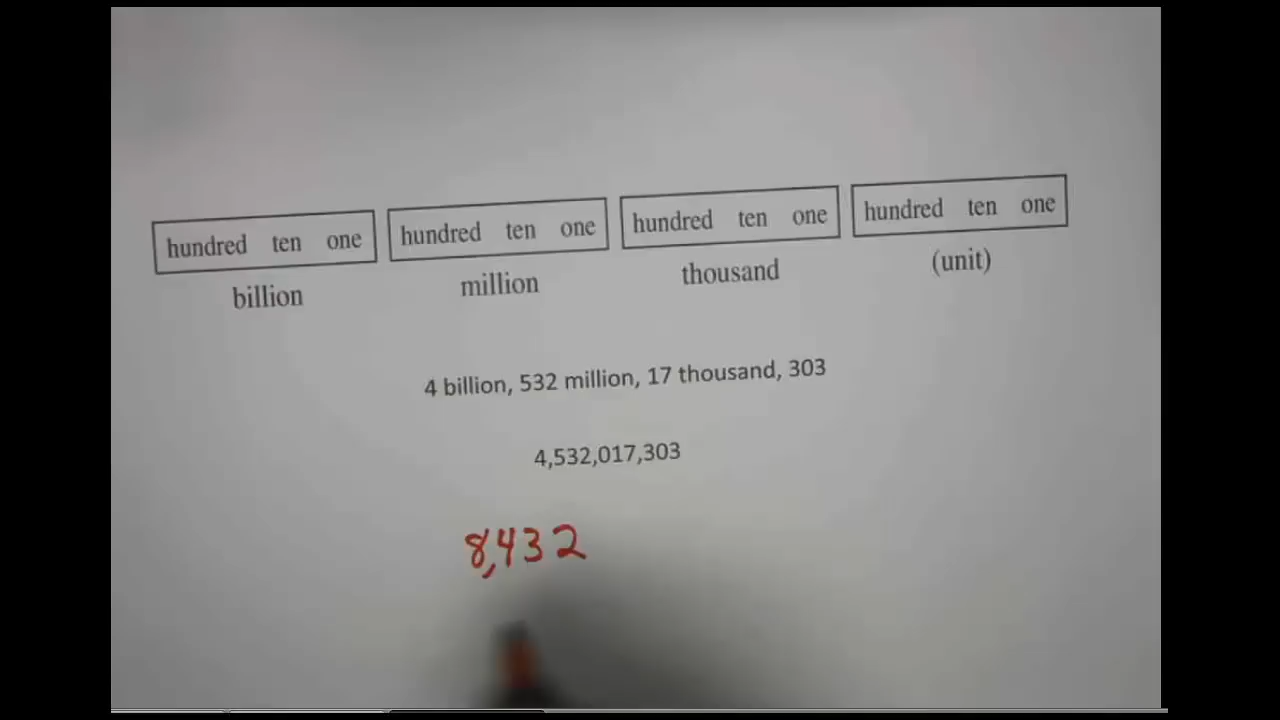 hundred ten one hundred ten one hundred ten one hundred ten one
billion million thousand (unit)
4 billion, 532 million, 17 thousand, 303
4,532,017,303
8,432